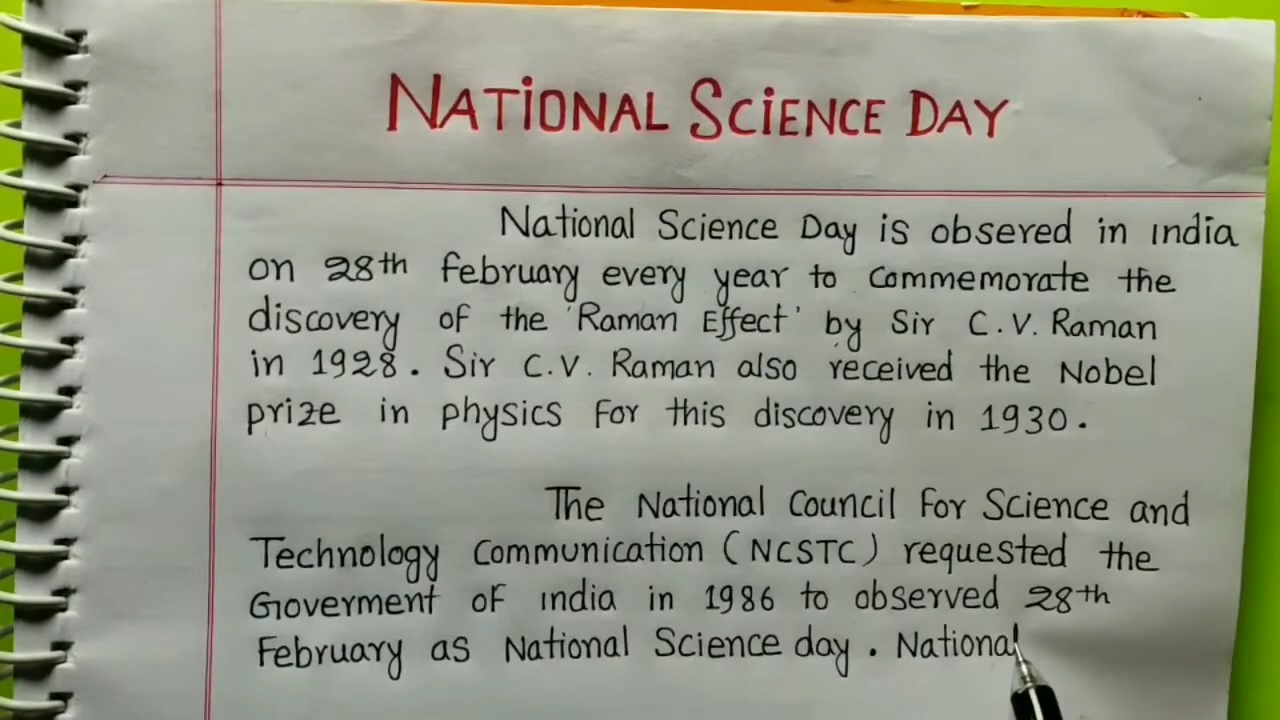 NATIONAL SCIENCE DAY
National Science Day is obsered in india
on 28th february every year to commemorate the
discovery of the 'Raman Effect' by Sir C.V. Raman
in 1928. Sir C.V. Raman also received the Nobel
prize in physics for this discovery in 1930.
The National Council for Science and
Technology Communication (NCSTC) requested the
Goverment of india in 1986 to observed 28th
February as National Science day. National